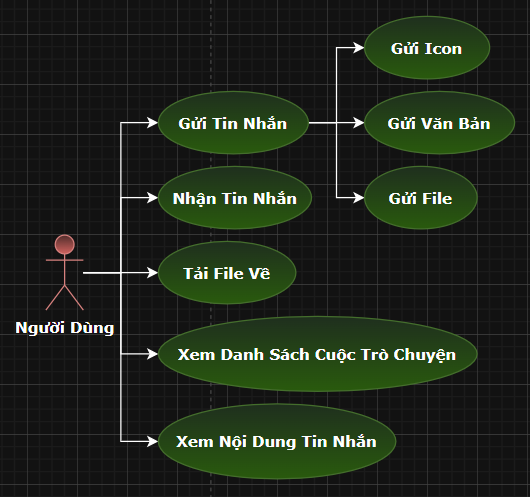 Gửi Icon
Gửi Tin Nhắn
Gửi Văn Bản
Nhận Tin Nhắn
Gửi File
Tải File Về
Người Dùng
Xem Danh Sách Cuộc Trò Chuyện
Xem Nội Dung Tin Nhắn